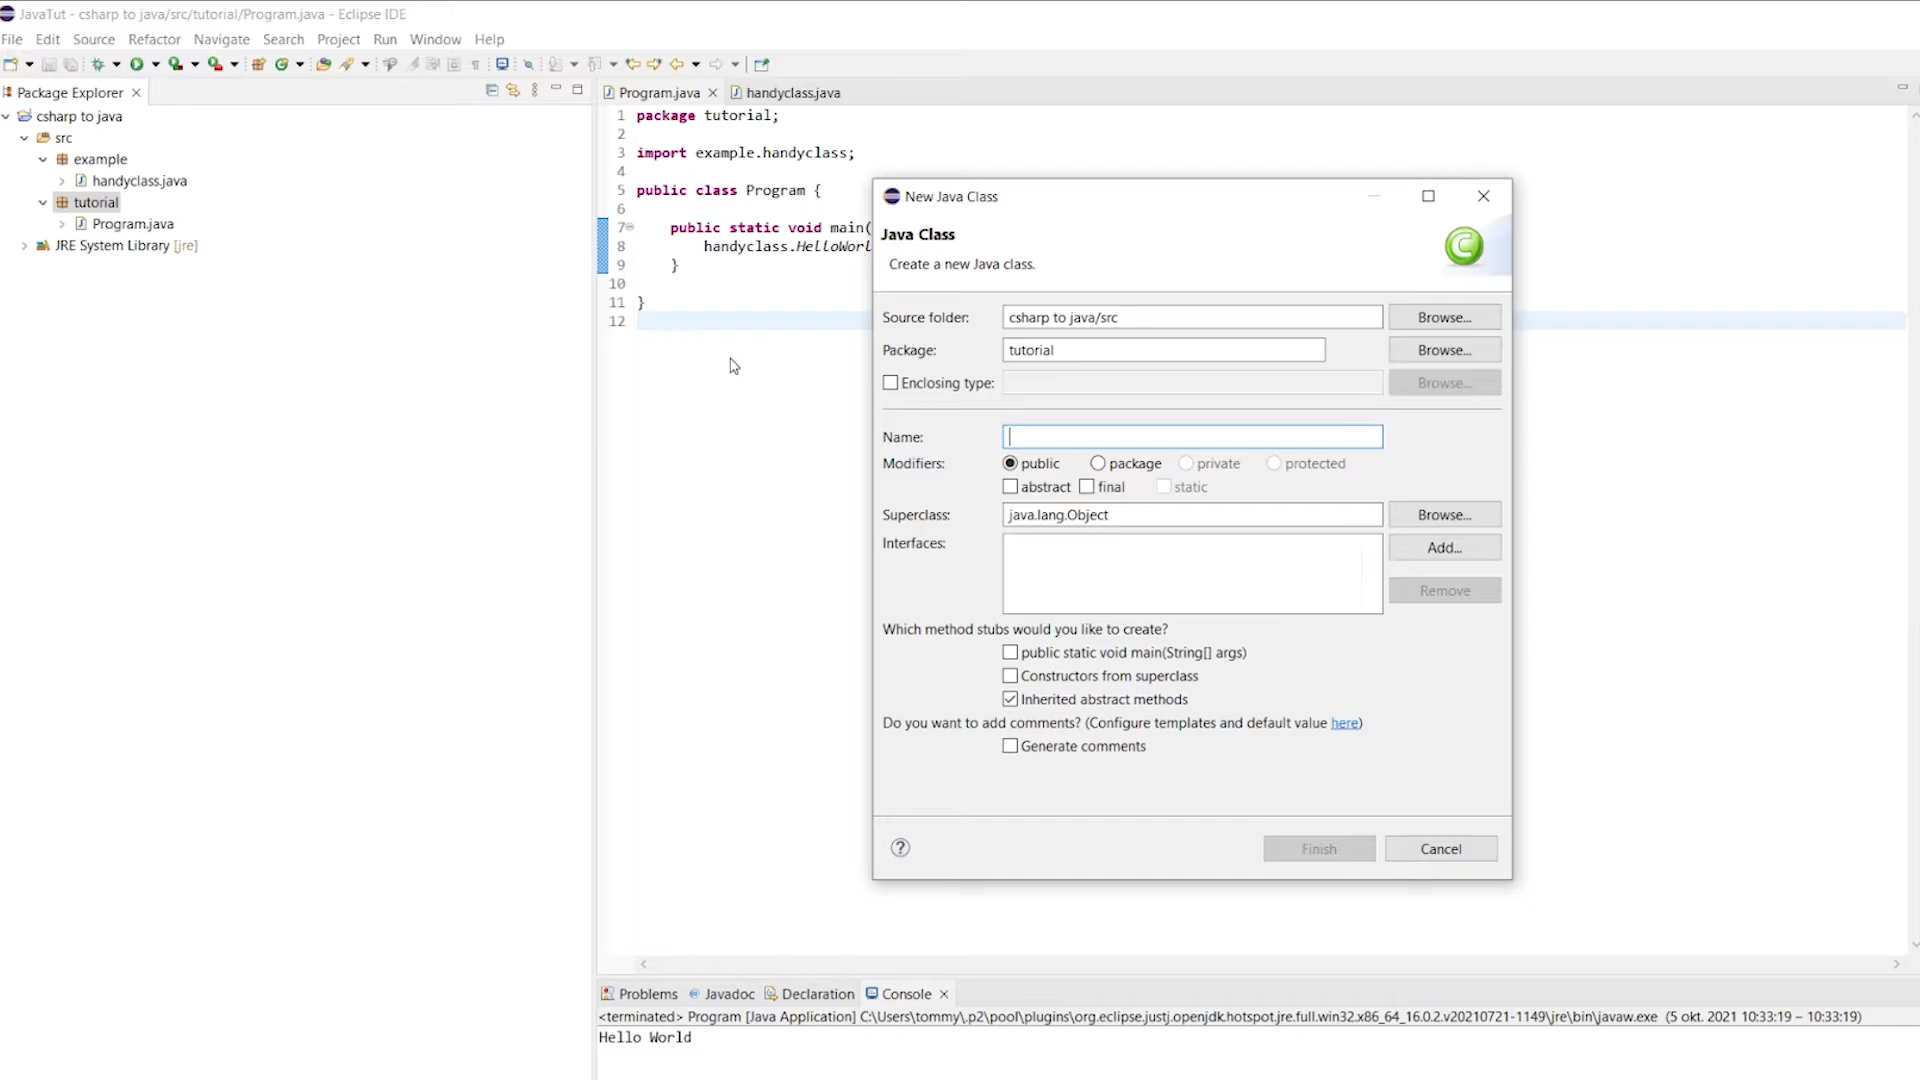 JavaTut - csharp to java/src/tutorial/Program.java - Eclipse IDE
File Edit Source Refactor Navigate Search Project Run Window Help
Package Explorer
csharp to java
src
example
handyclass.java
tutorial
Program.java
JRE System Library [jre]
Program.java handyclass.java
1 package tutorial;
2
3 import example.handyclass;
4
5 public class Program {
6
7 public static void main(
8 handyclass.HelloWorl
9 }
10
11 }
12
New Java Class
Java Class
Create a new Java class.
Source folder: csharp to java/src Browse...
Package: tutorial Browse...
Enclosing type: Browse...
Name:
Modifiers: public package private protected
abstract final static
Superclass: java.lang.Object Browse...
Interfaces: Add...
Remove
Which method stubs would you like to create?
public static void main(String[] args)
Constructors from superclass
Inherited abstract methods
Do you want to add comments? (Configure templates and default value here)
Generate comments
? Finish Cancel
Problems Javadoc Declaration Console
<terminated> Program [Java Application] C:\Users\tommy\.p2\pool\plugins\org.eclipse.justj.openjdk.hotspot.jre.full.win32.x86_64_16.0.2.v20210721-1149\jre\bin\javaw.exe (5 okt. 2021 10:33:19 – 10:33:19)
Hello World